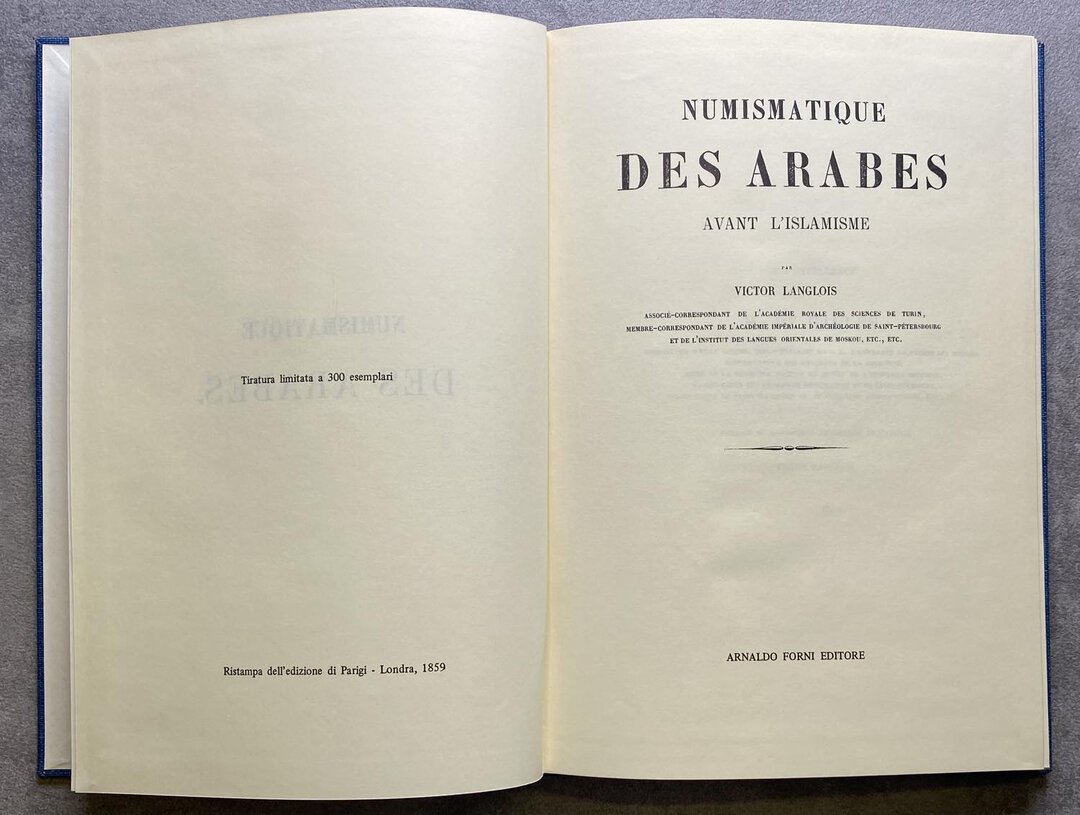 Tiratura limitata a 300 esemplari
Ristampa dell'edizione di Parigi - Londra, 1859
NUMISMATIQUE
DES ARABES
AVANT L'ISLAMISME
PAR
VICTOR LANGLOIS
ASSOCIÉ-CORRESPONDANT DE L'ACADÉMIE ROYALE DES SCIENCES DE TURIN,
MEMBRE-CORRESPONDANT DE L'ACADÉMIE IMPÉRIALE D'ARCHÉOLOGIE DE SAINT-PÉTERSBOURG
ET DE L'INSTITUT DES LANGUES ORIENTALES DE MOSKOU, ETC., ETC.
ARNALDO FORNI EDITORE